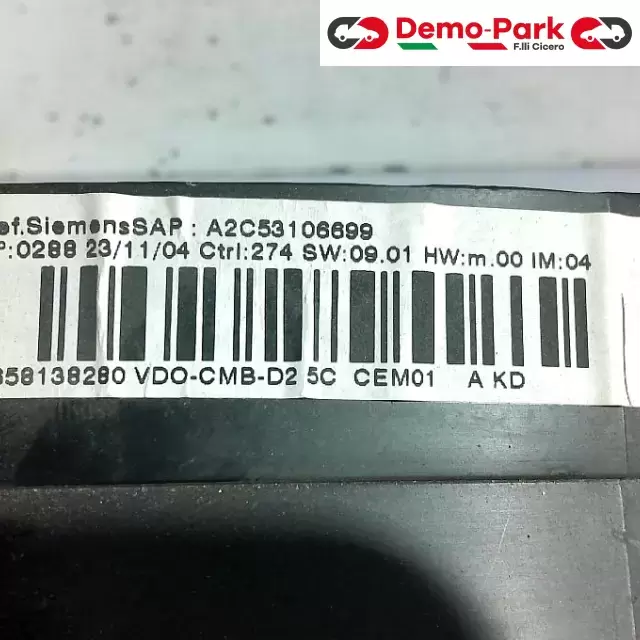 Demo-Park
F.lli Cicero
ef.SiemensSAP : A2C53106699
P:0288 23/11/04 Ctrl:274 SW:09.01 HW:m.00 IM:04
658138280 VDO-CMB-D2 5C CEM01 A KD